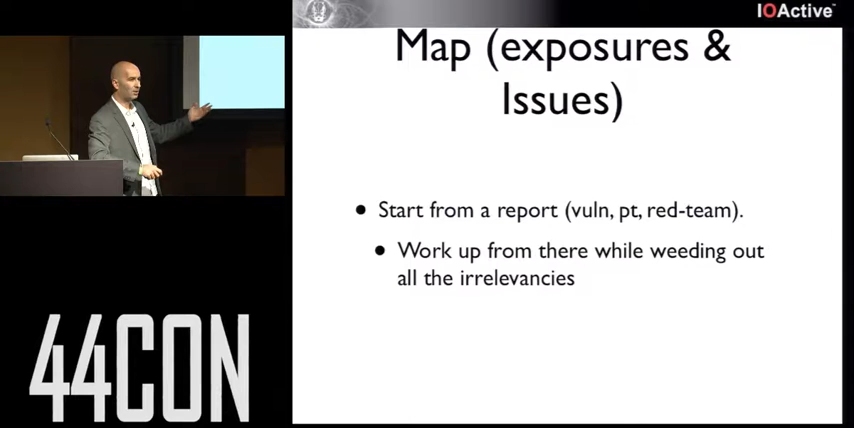 IOActive™
Map (exposures &
Issues)
• Start from a report (vuln, pt, red-team).
• Work up from there while weeding out
all the irrelevancies
44CON